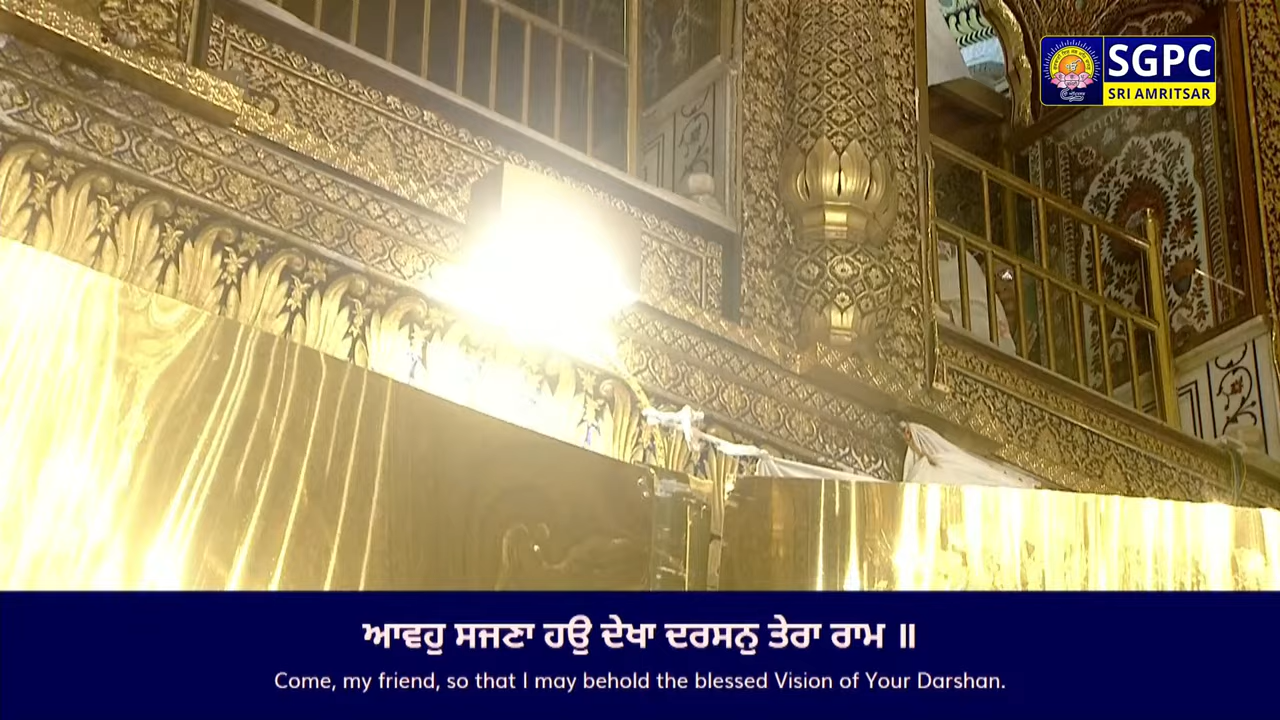 SGPC
SRI AMRITSAR
ਆਵਹੁ ਸਜਣਾ ਹਉ ਦੇਖਾ ਦਰਸਨੁ ਤੇਰਾ ਰਾਮ ॥
Come, my friend, so that I may behold the blessed Vision of Your Darshan.